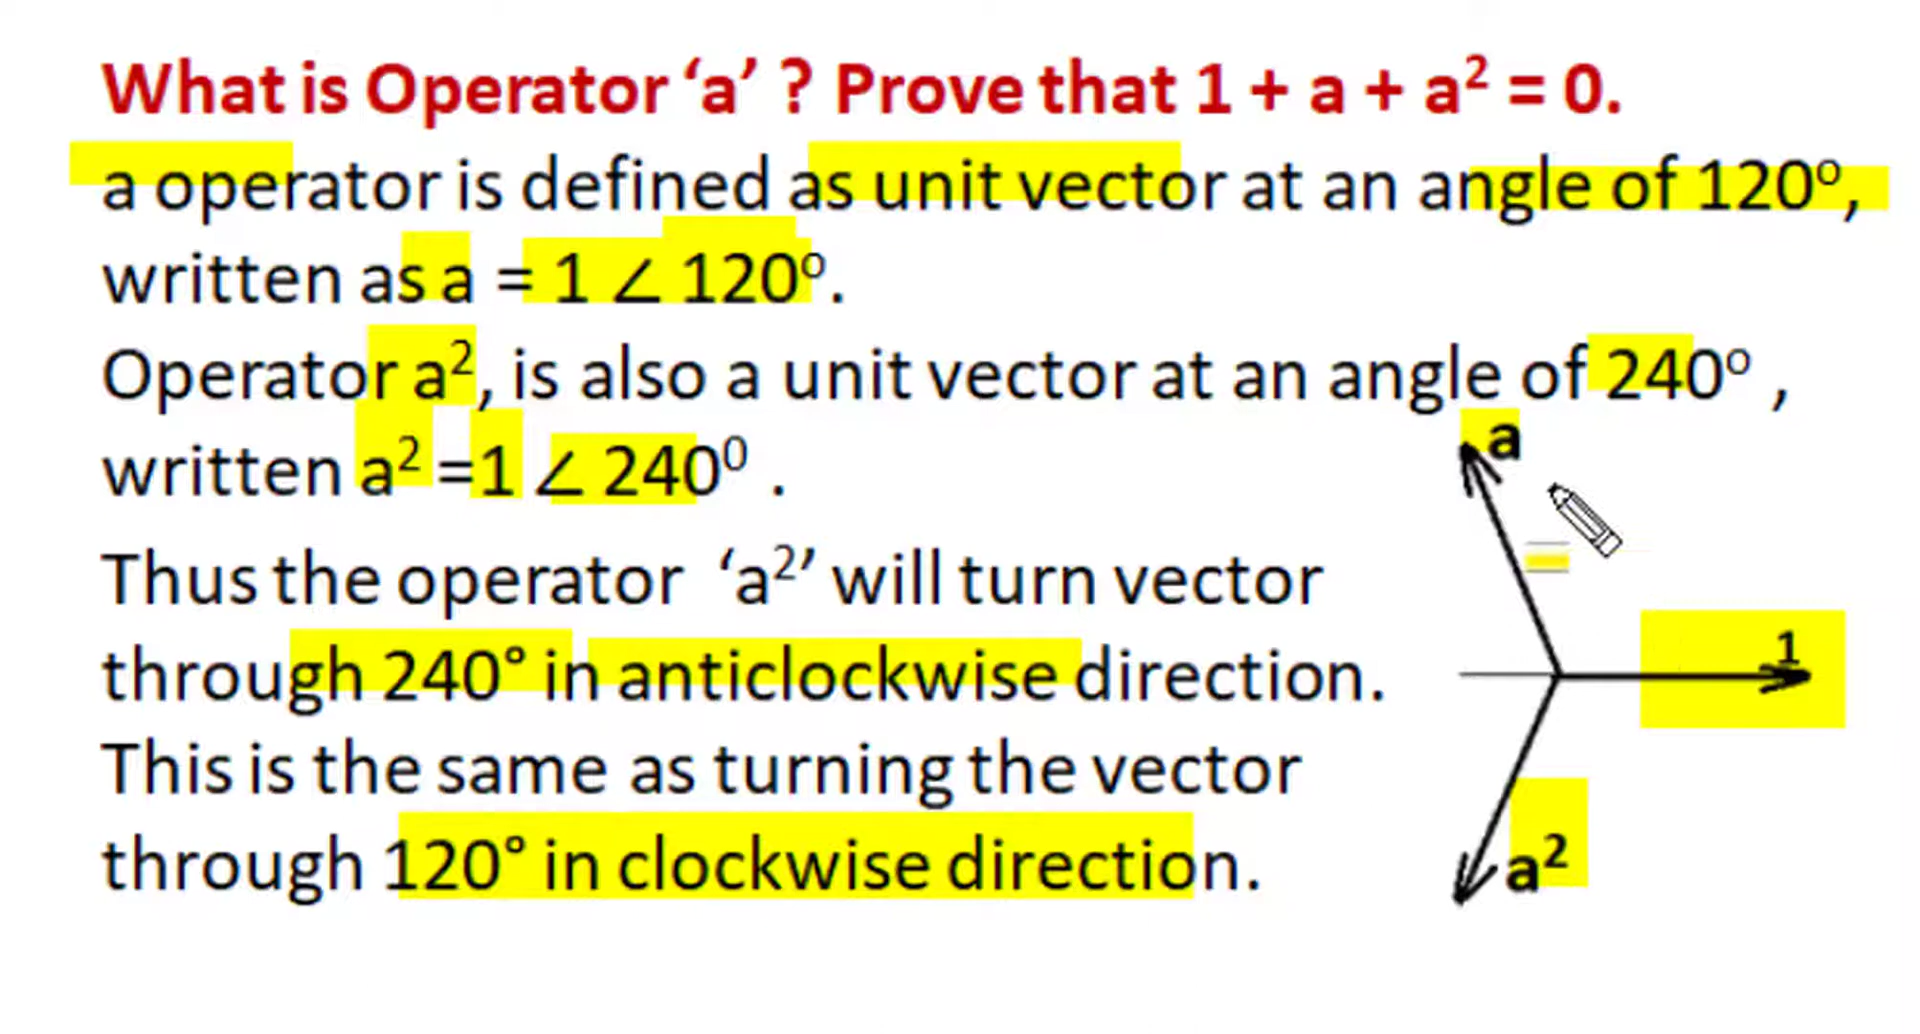 What is Operator ‘a’ ? Prove that 1 + a + a² = 0.
a operator is defined as unit vector at an angle of 120º,
written as a = 1 ∠ 120º.
Operator a², is also a unit vector at an angle of 240º ,
written a² =1 ∠ 240⁰ .
Thus the operator ‘a²’ will turn vector
through 240° in anticlockwise direction.
This is the same as turning the vector
through 120° in clockwise direction.
a
1
a²